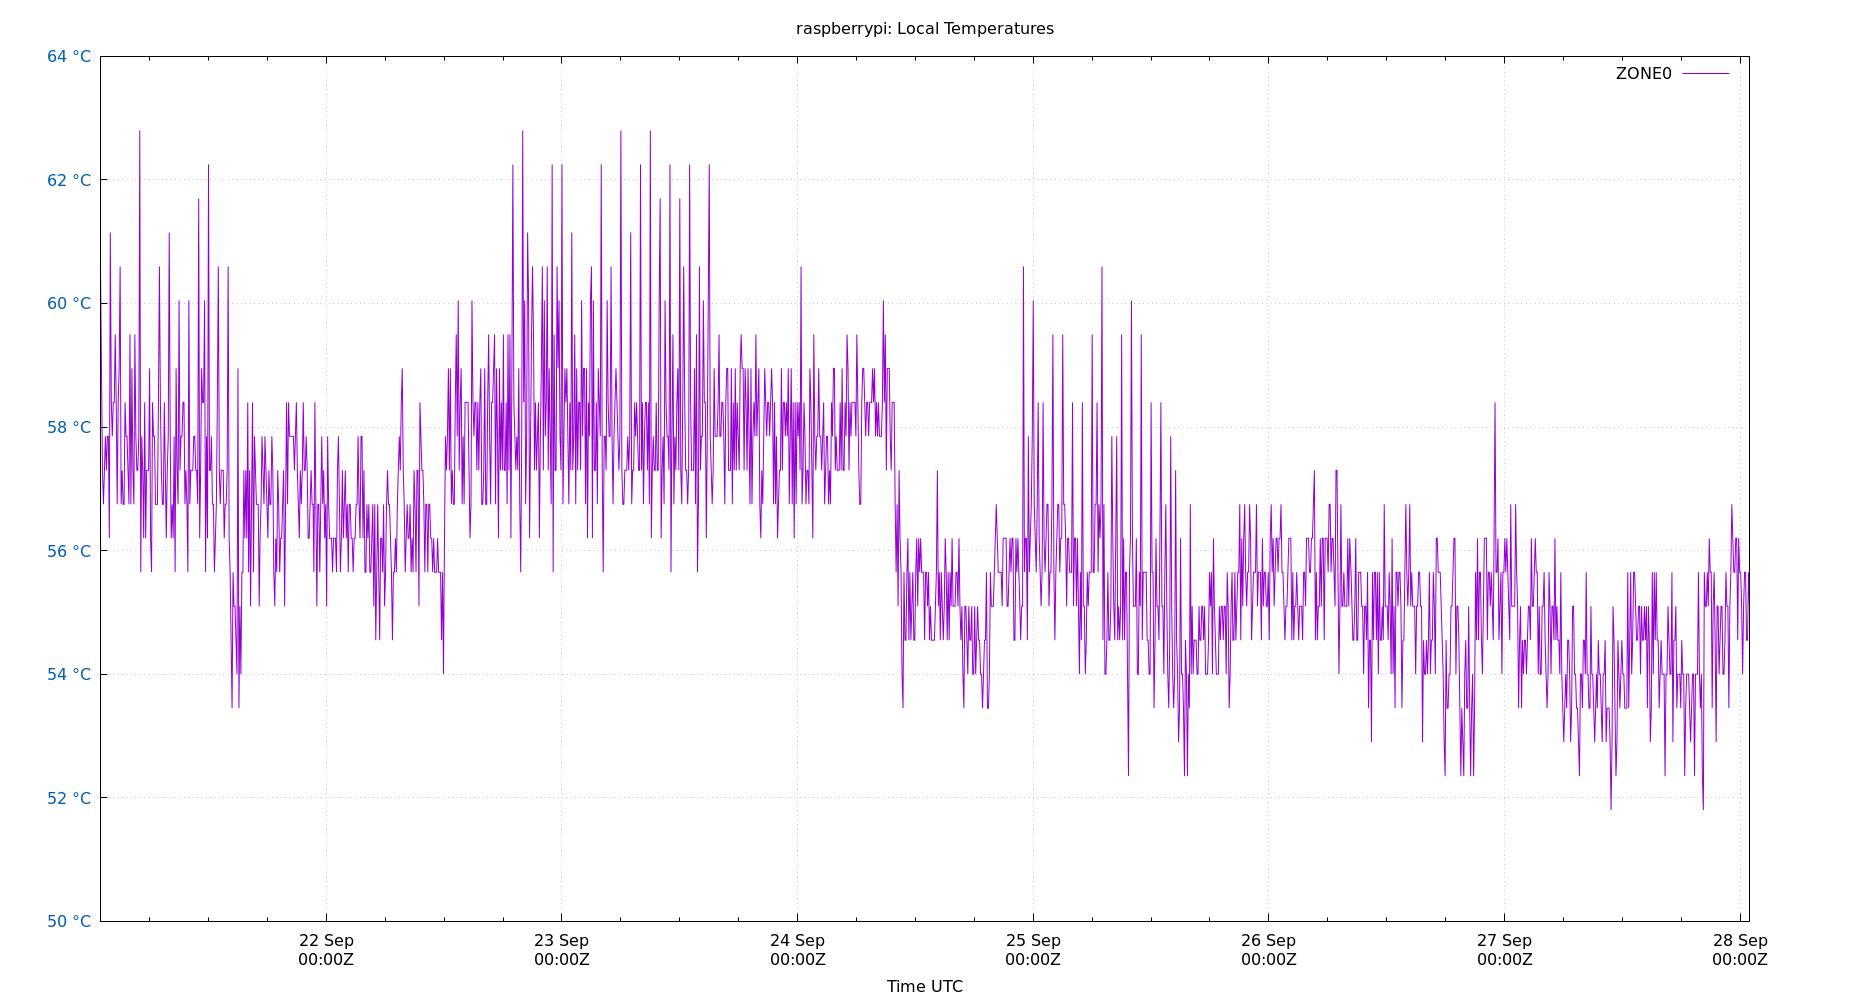 raspberrypi: Local Temperatures
64 °C
ZONE0
62 °C
60 °C
58 °C
56 °C
54 °C
52 °C
50 °C
22 Sep 23 Sep 24 Sep 25 Sep 26 Sep 27 Sep 28 Sep
00:00Z 00:00Z 00:00Z 00:00Z 00:00Z 00:00Z 00:00Z
Time UTC